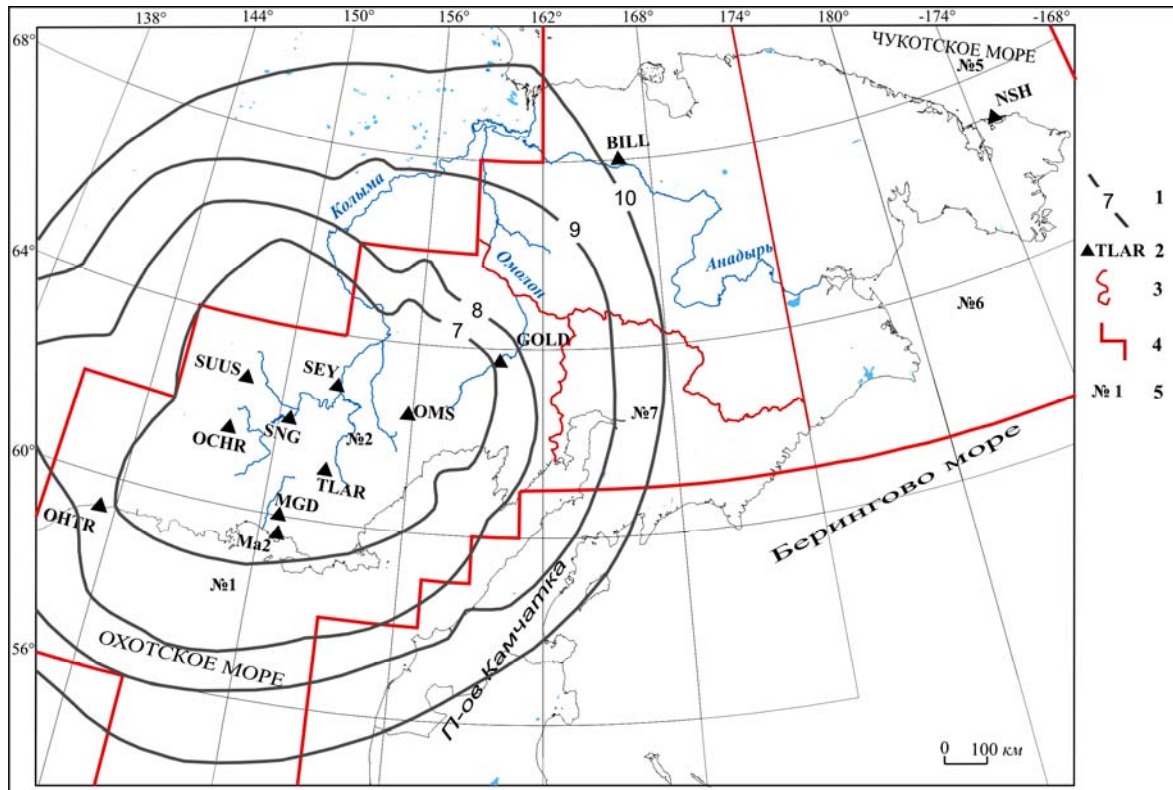 138° 144° 150° 156° 162° 168° 174° 180° -174° -168°
68°
64°
60°
56°
ЧУКОТСКОЕ МОРЕ
№5
NSH
BILL
Колыма
10
9
Омолон
Анадырь
№6
8
7
GOLD
SUUS
SEY
OMS
№7
SNG
№2
OCHR
TLAR
MGD
OHTR
Ma2
№1
Берингово море
ОХОТСКОЕ МОРЕ
П-ов Камчатка
0 100 км
7 1
TLAR 2
3
4
№ 1 5